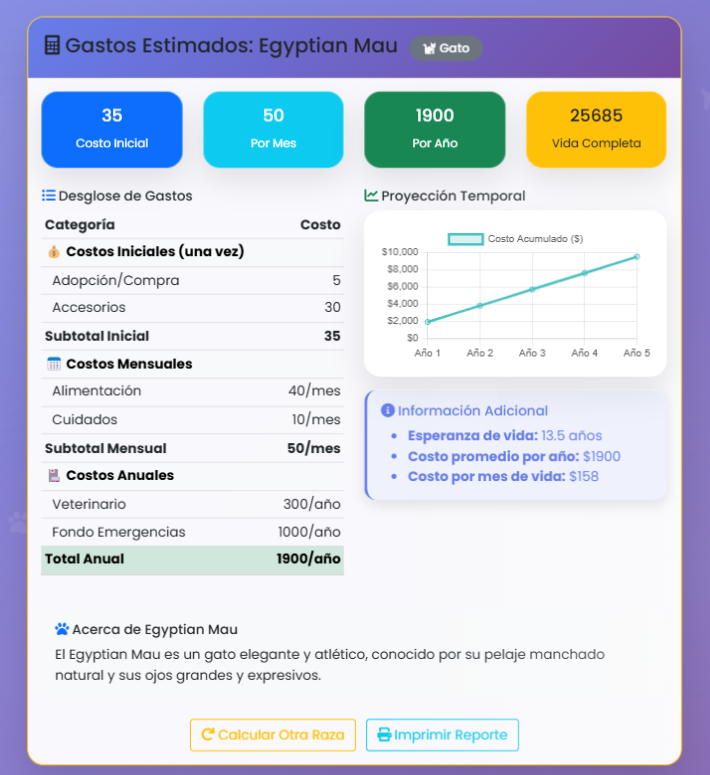 Gastos Estimados: Egyptian Mau Gato
35
Costo Inicial
50
Por Mes
1900
Por Año
25685
Vida Completa
Desglose de Gastos
Categoría Costo
Costos Iniciales (una vez)
Adopción/Compra 5
Accesorios 30
Subtotal Inicial 35
Costos Mensuales
Alimentación 40/mes
Cuidados 10/mes
Subtotal Mensual 50/mes
Costos Anuales
Veterinario 300/año
Fondo Emergencias 1000/año
Total Anual 1900/año
Proyección Temporal
Costo Acumulado ($)
$10,000
$8,000
$6,000
$4,000
$2,000
$0
Año 1 Año 2 Año 3 Año 4 Año 5
Información Adicional
Esperanza de vida: 13.5 años
Costo promedio por año: $1900
Costo por mes de vida: $158
Acerca de Egyptian Mau
El Egyptian Mau es un gato elegante y atlético, conocido por su pelaje manchado
natural y sus ojos grandes y expresivos.
Calcular Otra Raza
Imprimir Reporte